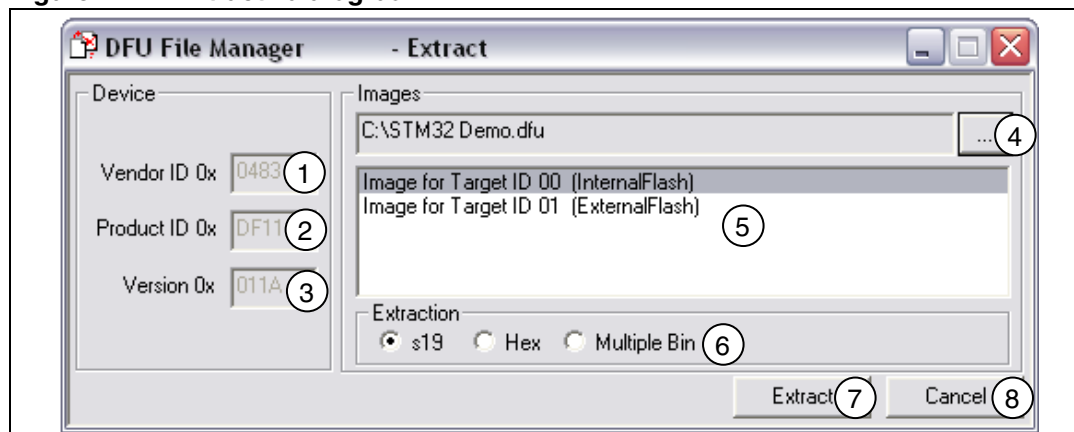 DFU File Manager - Extract
Device
Vendor ID 0x 0483 1
Product ID 0x DF11 2
Version 0x 011A 3
Images
C:\STM32 Demo.dfu ... 4
Image for Target ID 00 (InternalFlash)
Image for Target ID 01 (ExternalFlash)
5
Extraction
s19 Hex Multiple Bin 6
Extract 7 Cancel 8